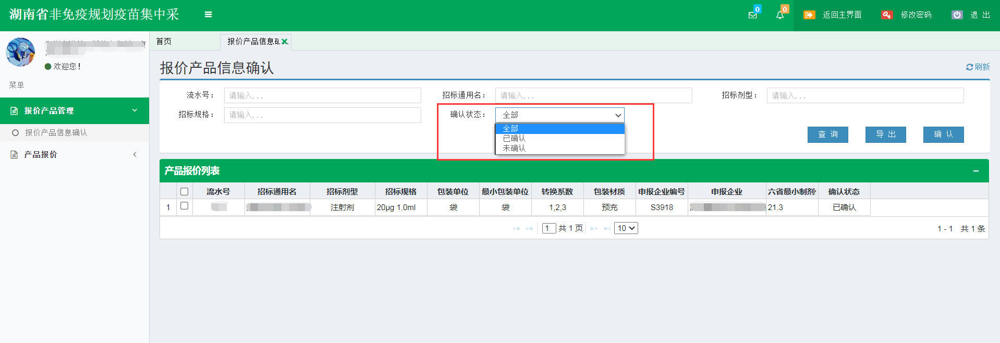 湖南省非免疫规划疫苗集中采
0
0
返回主界面
修改密码
退 出
欢迎您！
菜单
报价产品管理
报价产品信息确认
产品报价
首页
报价产品信息确
报价产品信息确认
刷新
流水号：
请输入...
招标通用名：
请输入...
招标剂型：
请输入...
招标规格：
请输入...
确认状态：
全部
全部
已确认
未确认
查 询
导 出
确 认
产品报价列表
流水号 招标通用名 招标剂型 招标规格 包装单位 最小包装单位 转换系数 包装材质 申报企业编号 申报企业 六省最小制剂 确认状态
1 注射剂 20μg 1.0ml 袋 袋 1,2,3 预充 S3918 21.3 已确认
1 共 1 页 10
1 - 1 共 1 条